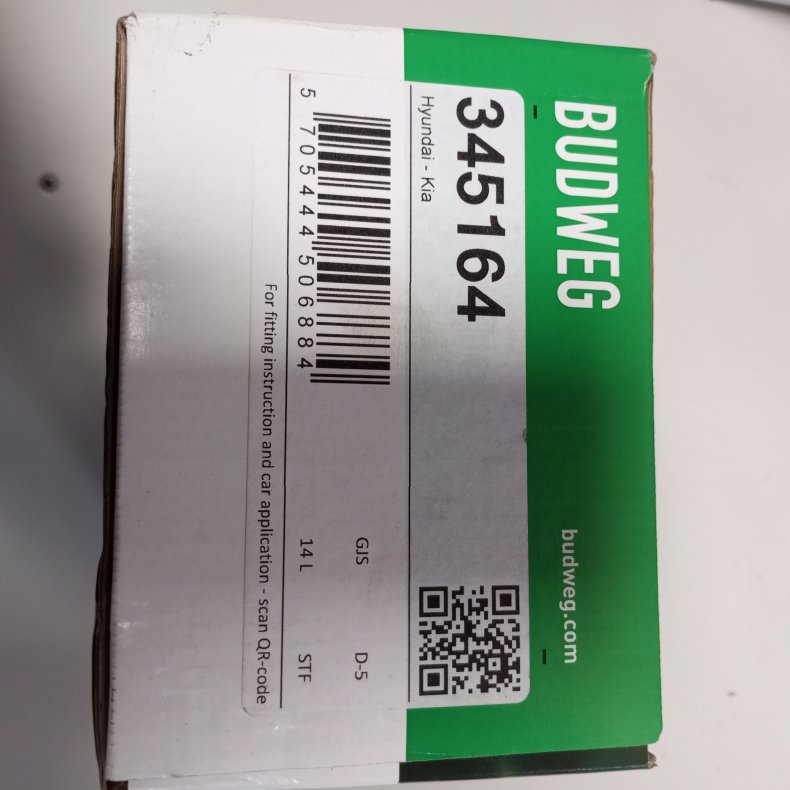 BUDWEG
budweg.com
345164
Hyundai - Kia
5 705444 506884
GJS D-5
14 L STF
For fitting instruction and car application - scan QR-code